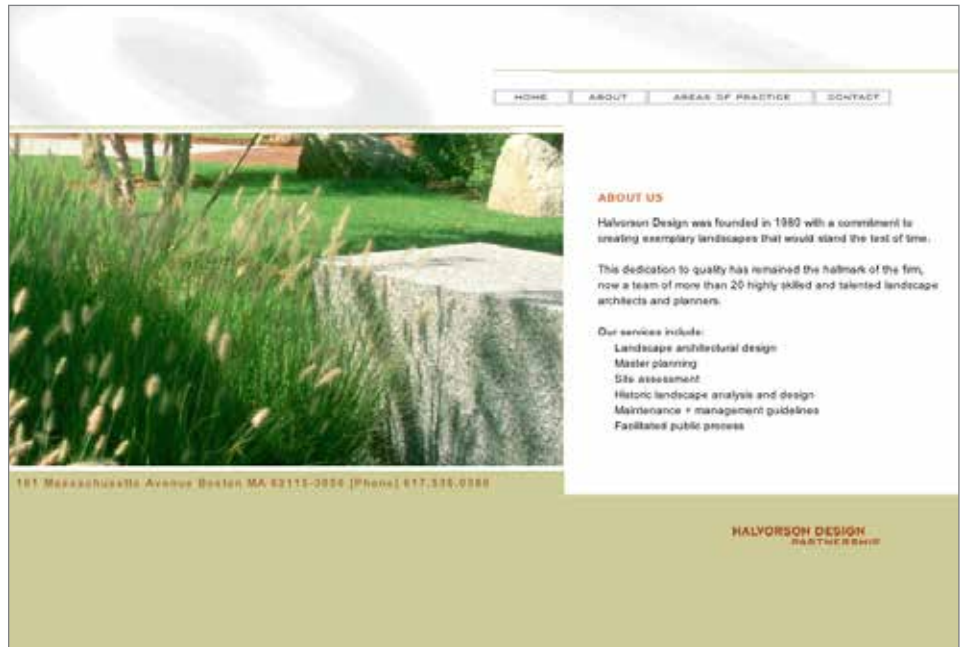 HOME ABOUT AREAS OF PRACTICE CONTACT
ABOUT US
Halvorson Design was founded in 1980 with a commitment to
creating exemplary landscapes that would stand the test of time.
This dedication to quality has remained the hallmark of the firm,
now a team of more than 20 highly skilled and talented landscape
architects and planners.
Our services include:
Landscape architectural design
Master planning
Site assessment
Historic landscape analysis and design
Maintenance + management guidelines
Facilitated public process
161 Massachusetts Avenue Boston MA [Phone]
HALVORSON DESIGN
PARTNERSHIP